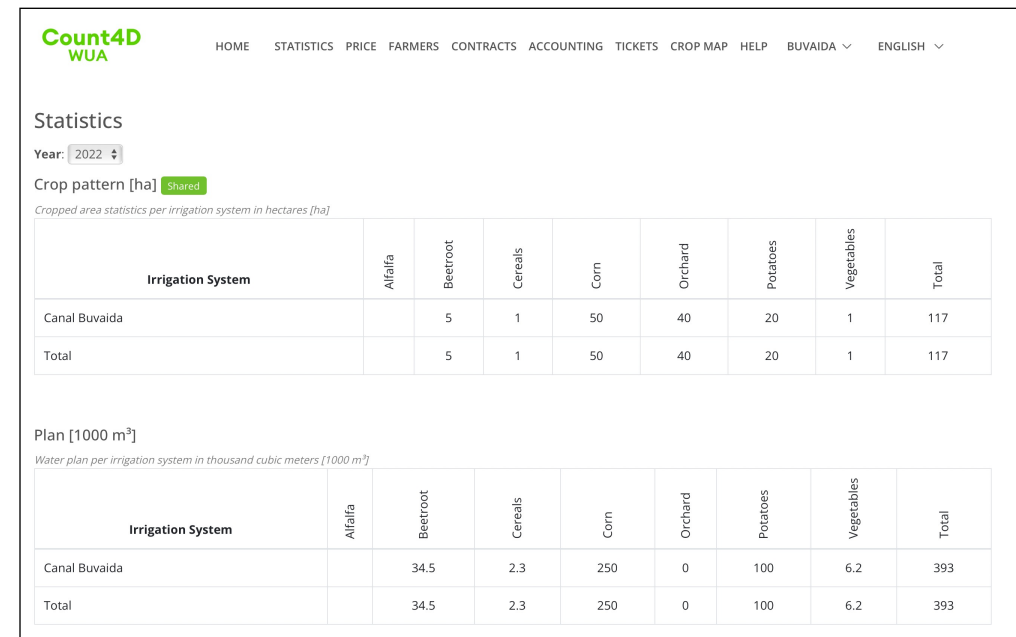 Count4D
WUA
HOME STATISTICS PRICE FARMERS CONTRACTS ACCOUNTING TICKETS CROP MAP HELP BUVAIDA ENGLISH
Statistics
Year: 2022
Crop pattern [ha] Shared
Cropped area statistics per irrigation system in hectares [ha]
Irrigation System Alfalfa Beetroot Cereals Corn Orchard Potatoes Vegetables Total
Canal Buvaida 5 1 50 40 20 1 117
Total 5 1 50 40 20 1 117
Plan [1000 m³]
Water plan per irrigation system in thousand cubic meters [1000 m³]
Irrigation System Alfalfa Beetroot Cereals Corn Orchard Potatoes Vegetables Total
Canal Buvaida 34.5 2.3 250 0 100 6.2 393
Total 34.5 2.3 250 0 100 6.2 393